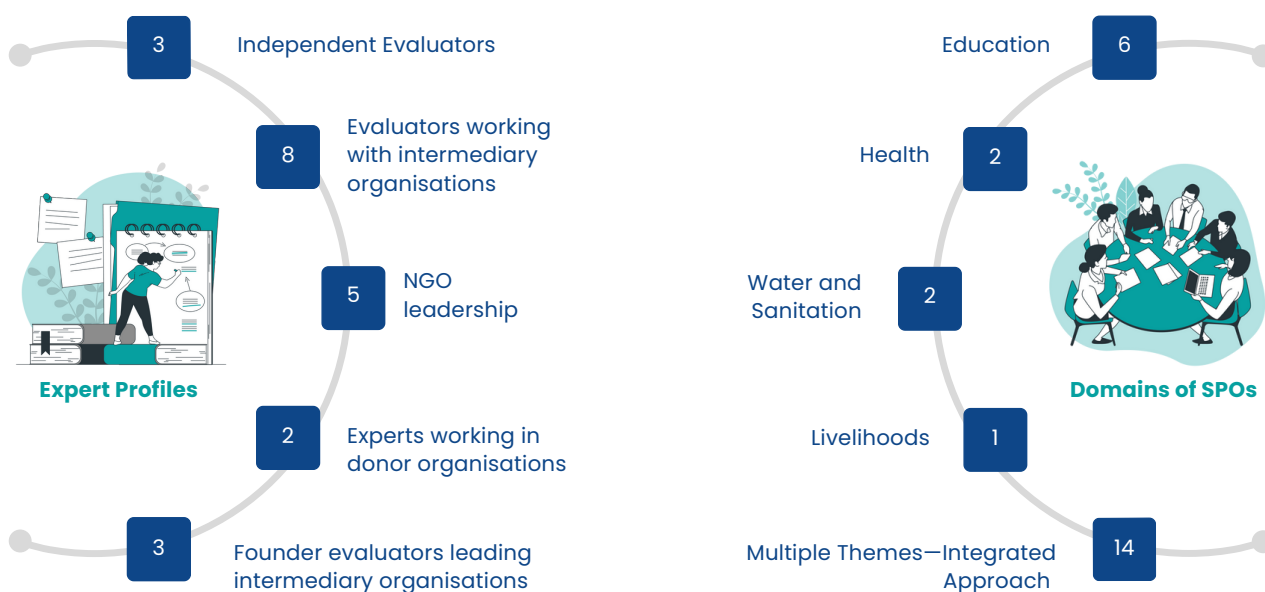 3
Independent Evaluators
8
Evaluators working
with intermediary
organisations
5
NGO
leadership
Expert Profiles
2
Experts working in
donor organisations
3
Founder evaluators leading
intermediary organisations
Education
6
Health
2
Water and
Sanitation
2
Domains of SPOs
Livelihoods
1
Multiple Themes—Integrated
Approach
14